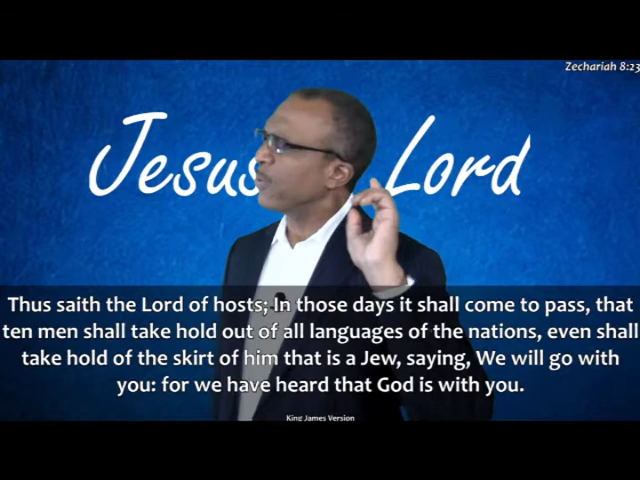 Zechariah 8:23
Jesus Lord
Thus saith the Lord of hosts; In those days it shall come to pass, that
ten men shall take hold out of all languages of the nations, even shall
take hold of the skirt of him that is a Jew, saying, We will go with
you: for we have heard that God is with you.
King James Version